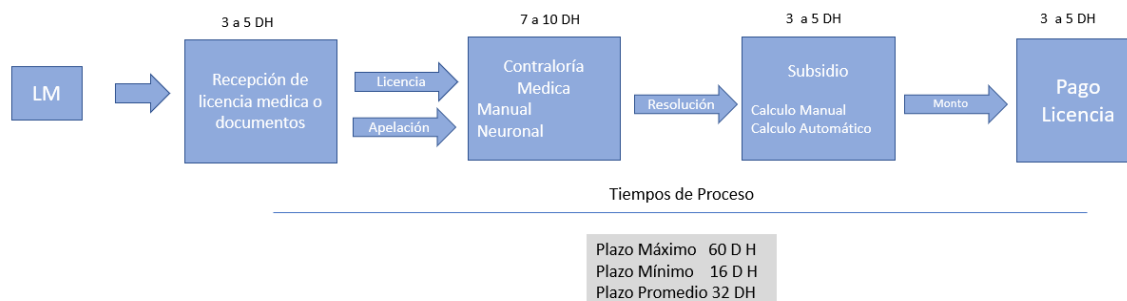 3 a 5 DH
7 a 10 DH
3 a 5 DH
3 a 5 DH
LM
Recepción de
licencia medica o
documentos
Licencia
Apelación
Contraloría
Medica
Manual
Neuronal
Resolución
Subsidio
Calculo Manual
Calculo Automático
Monto
Pago
Licencia
Tiempos de Proceso
Plazo Máximo 60 D H
Plazo Mínimo 16 D H
Plazo Promedio 32 DH